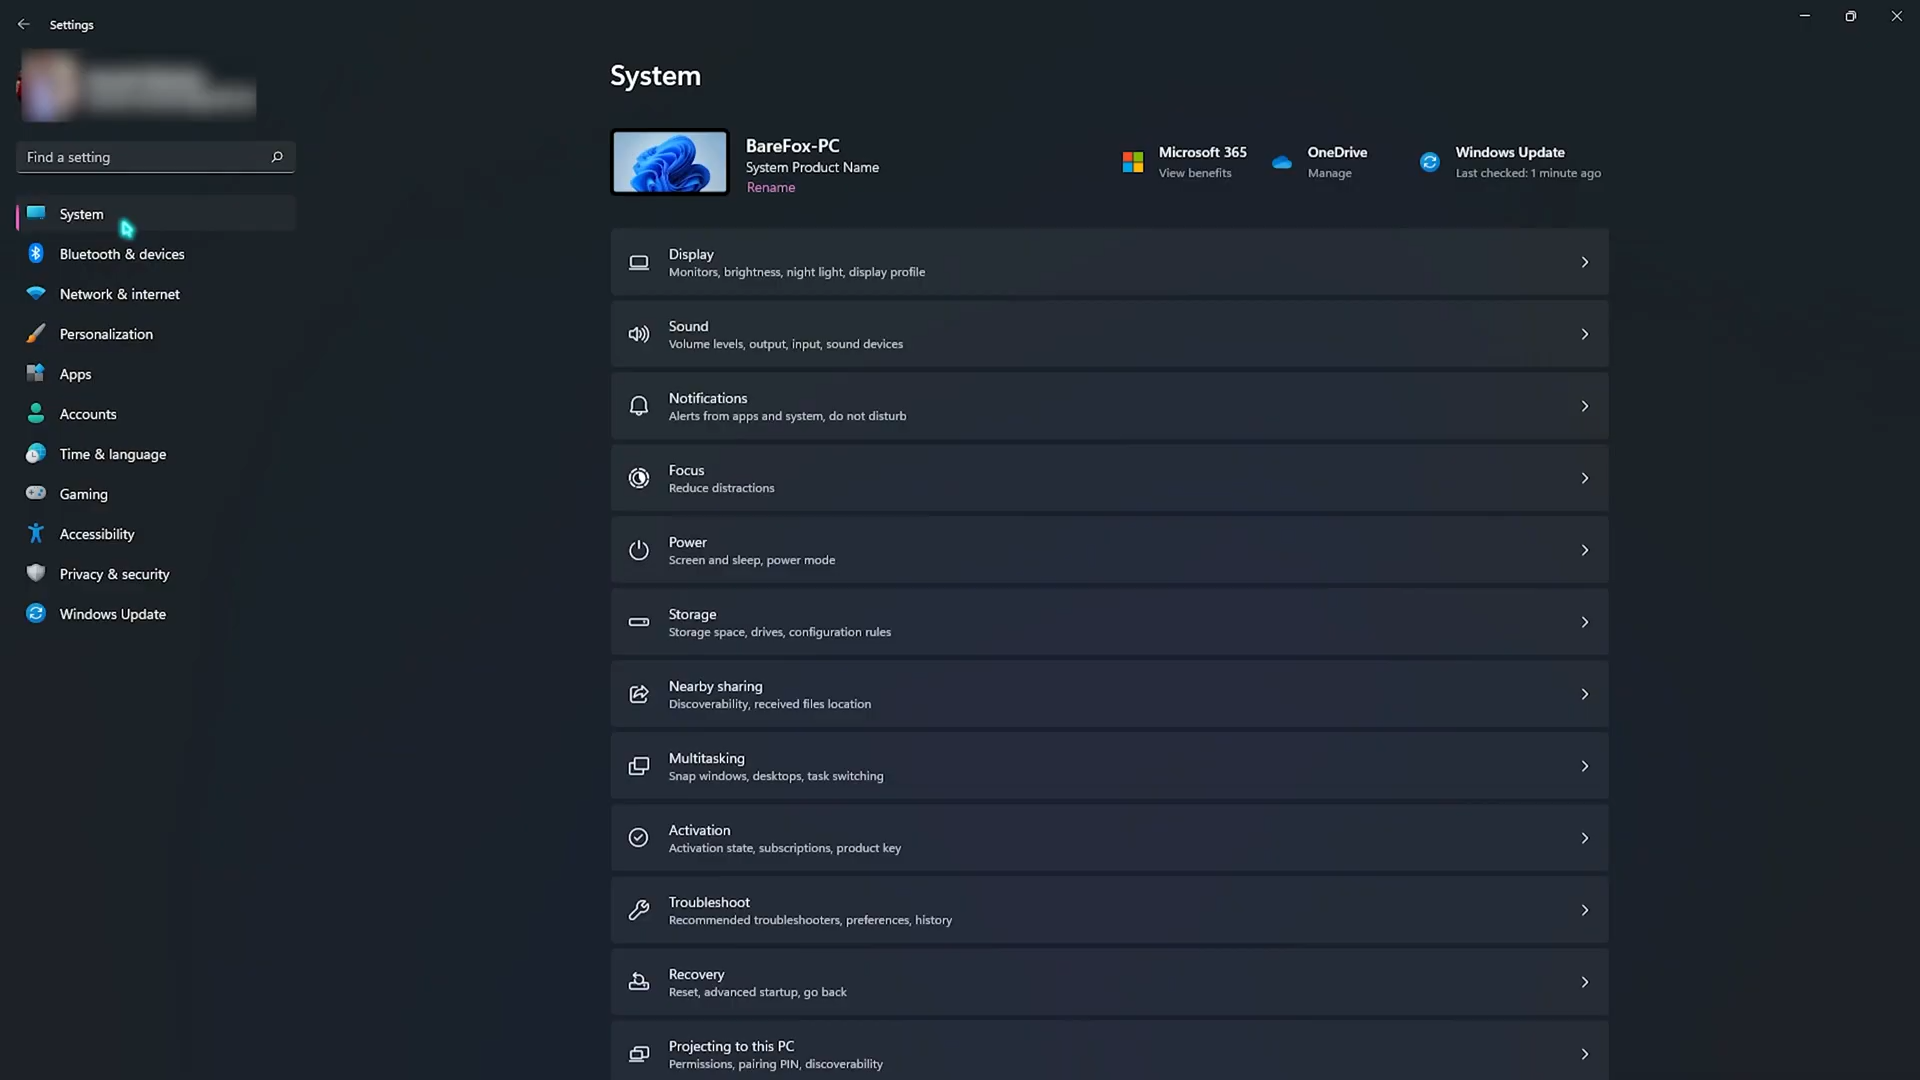 Settings
Find a setting
System
Bluetooth & devices
Network & internet
Personalization
Apps
Accounts
Time & language
Gaming
Accessibility
Privacy & security
Windows Update
System
BareFox-PC
System Product Name
Rename
Microsoft 365
View benefits
OneDrive
Manage
Windows Update
Last checked: 1 minute ago
Display
Monitors, brightness, night light, display profile
Sound
Volume levels, output, input, sound devices
Notifications
Alerts from apps and system, do not disturb
Focus
Reduce distractions
Power
Screen and sleep, power mode
Storage
Storage space, drives, configuration rules
Nearby sharing
Discoverability, received files location
Multitasking
Snap windows, desktops, task switching
Activation
Activation state, subscriptions, product key
Troubleshoot
Recommended troubleshooters, preferences, history
Recovery
Reset, advanced startup, go back
Projecting to this PC
Permissions, pairing PIN, discoverability